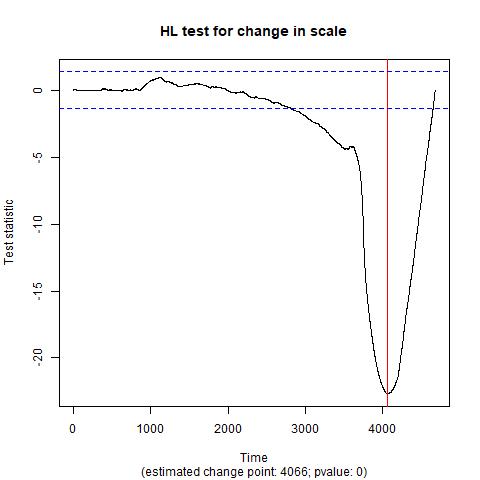 HL test for change in scale
Test statistic
0
-5
-10
-15
-20
0 1000 2000 3000 4000
Time
(estimated change point: 4066; pvalue: 0)